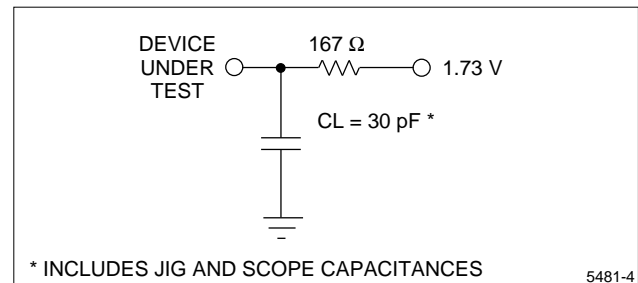 DEVICE
UNDER
TEST
167 Ω
1.73 V
CL = 30 pF *
* INCLUDES JIG AND SCOPE CAPACITANCES
5481-4